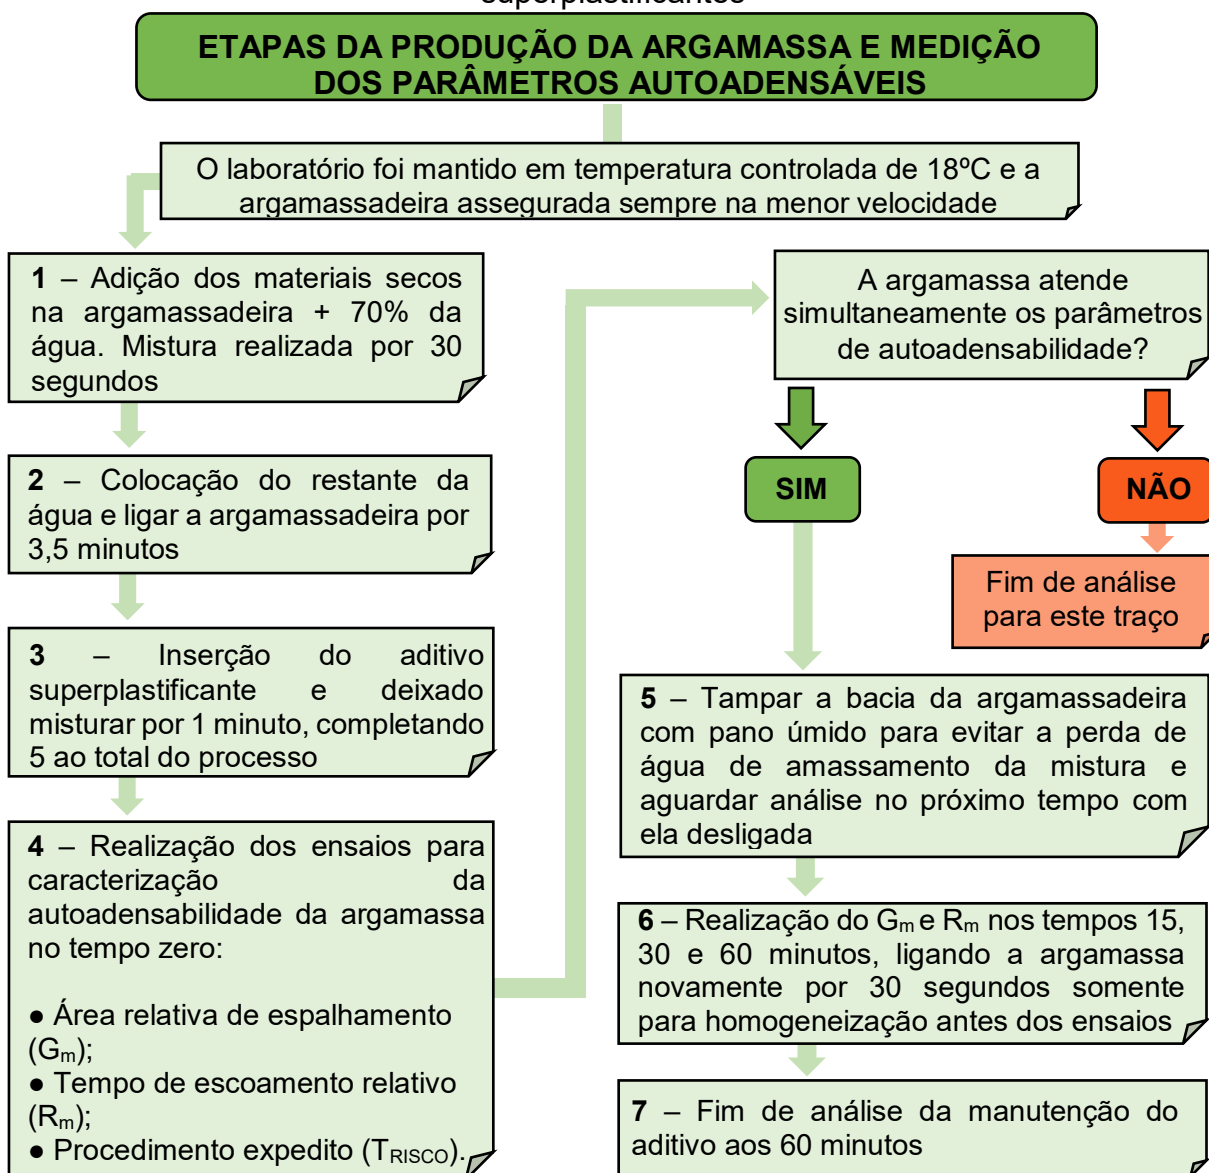 superplastificantes
ETAPAS DA PRODUÇÃO DA ARGAMASSA E MEDIÇÃO
DOS PARÂMETROS AUTOADENSÁVEIS
O laboratório foi mantido em temperatura controlada de 18ºC e a
argamassadeira assegurada sempre na menor velocidade
1 – Adição dos materiais secos
na argamassadeira + 70% da
água. Mistura realizada por 30
segundos
2 – Colocação do restante da
água e ligar a argamassadeira por
3,5 minutos
3 – Inserção do aditivo
superplastificante e deixado
misturar por 1 minuto, completando
5 ao total do processo
4 – Realização dos ensaios para
caracterização da
autoadensabilidade da argamassa
no tempo zero:
● Área relativa de espalhamento
(Gm);
● Tempo de escoamento relativo
(Rm);
● Procedimento expedito (TRISCO).
A argamassa atende
simultaneamente os parâmetros
de autoadensabilidade?
SIM
NÃO
Fim de análise
para este traço
5 – Tampar a bacia da argamassadeira
com pano úmido para evitar a perda de
água de amassamento da mistura e
aguardar análise no próximo tempo com
ela desligada
6 – Realização do Gm e Rm nos tempos 15,
30 e 60 minutos, ligando a argamassa
novamente por 30 segundos somente
para homogeneização antes dos ensaios
7 – Fim de análise da manutenção do
aditivo aos 60 minutos